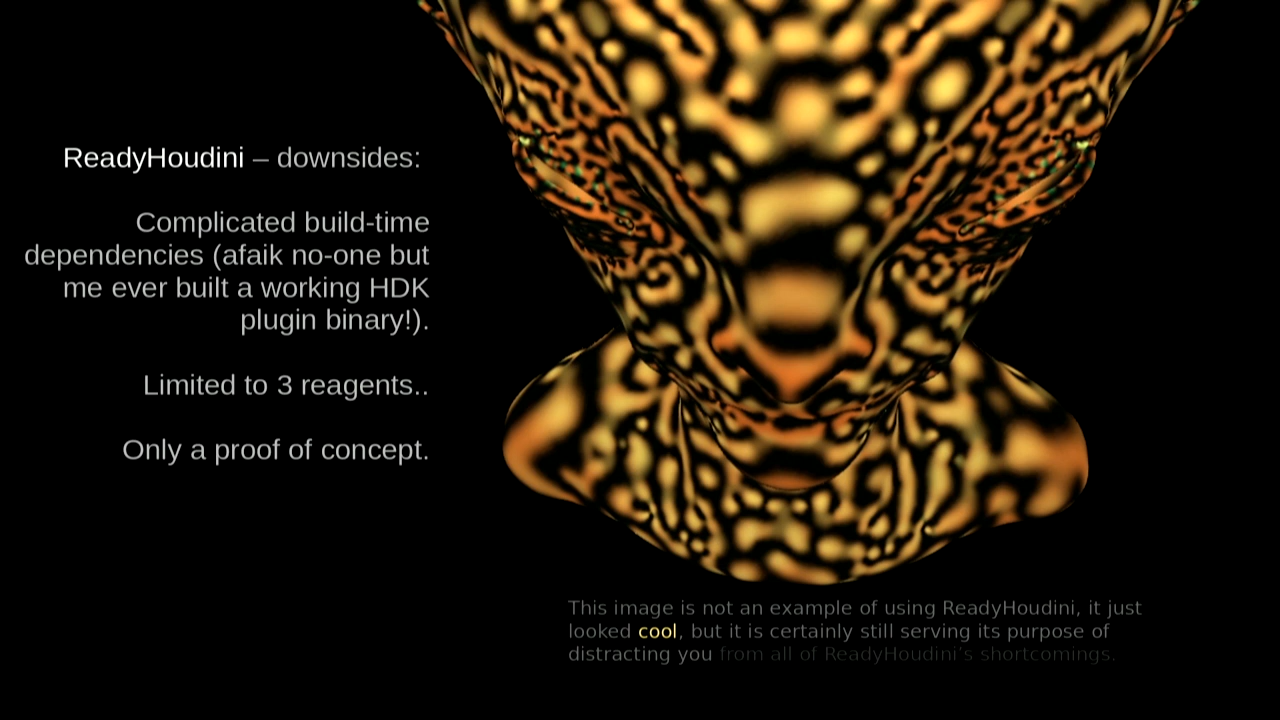 ReadyHoudini – downsides:
Complicated build-time
dependencies (afaik no-one but
me ever built a working HDK
plugin binary!).
Limited to 3 reagents..
Only a proof of concept.
This image is not an example of using ReadyHoudini, it just
looked cool, but it is certainly still serving its purpose of
distracting you from all of ReadyHoudini’s shortcomings.